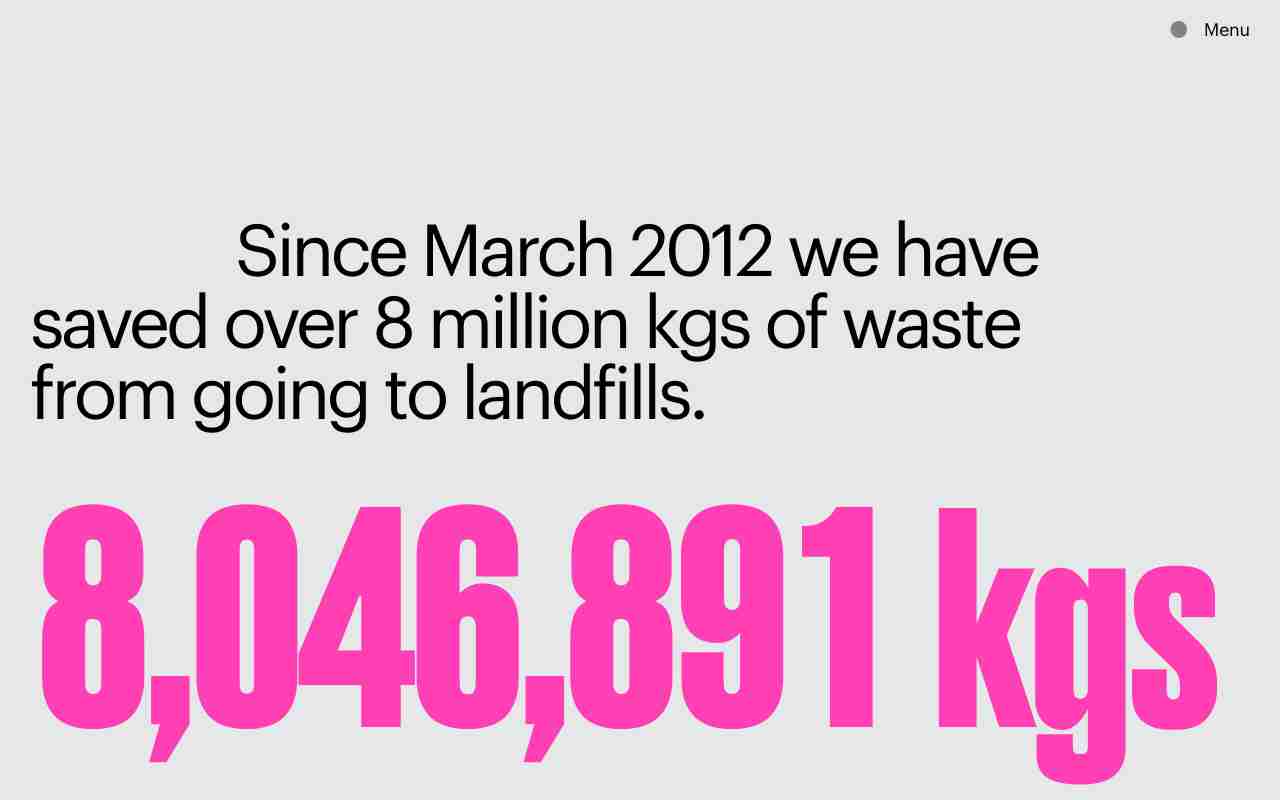 Menu
Since March 2012 we have
saved over 8 million kgs of waste
from going to landfills.
8,046,891 kgs